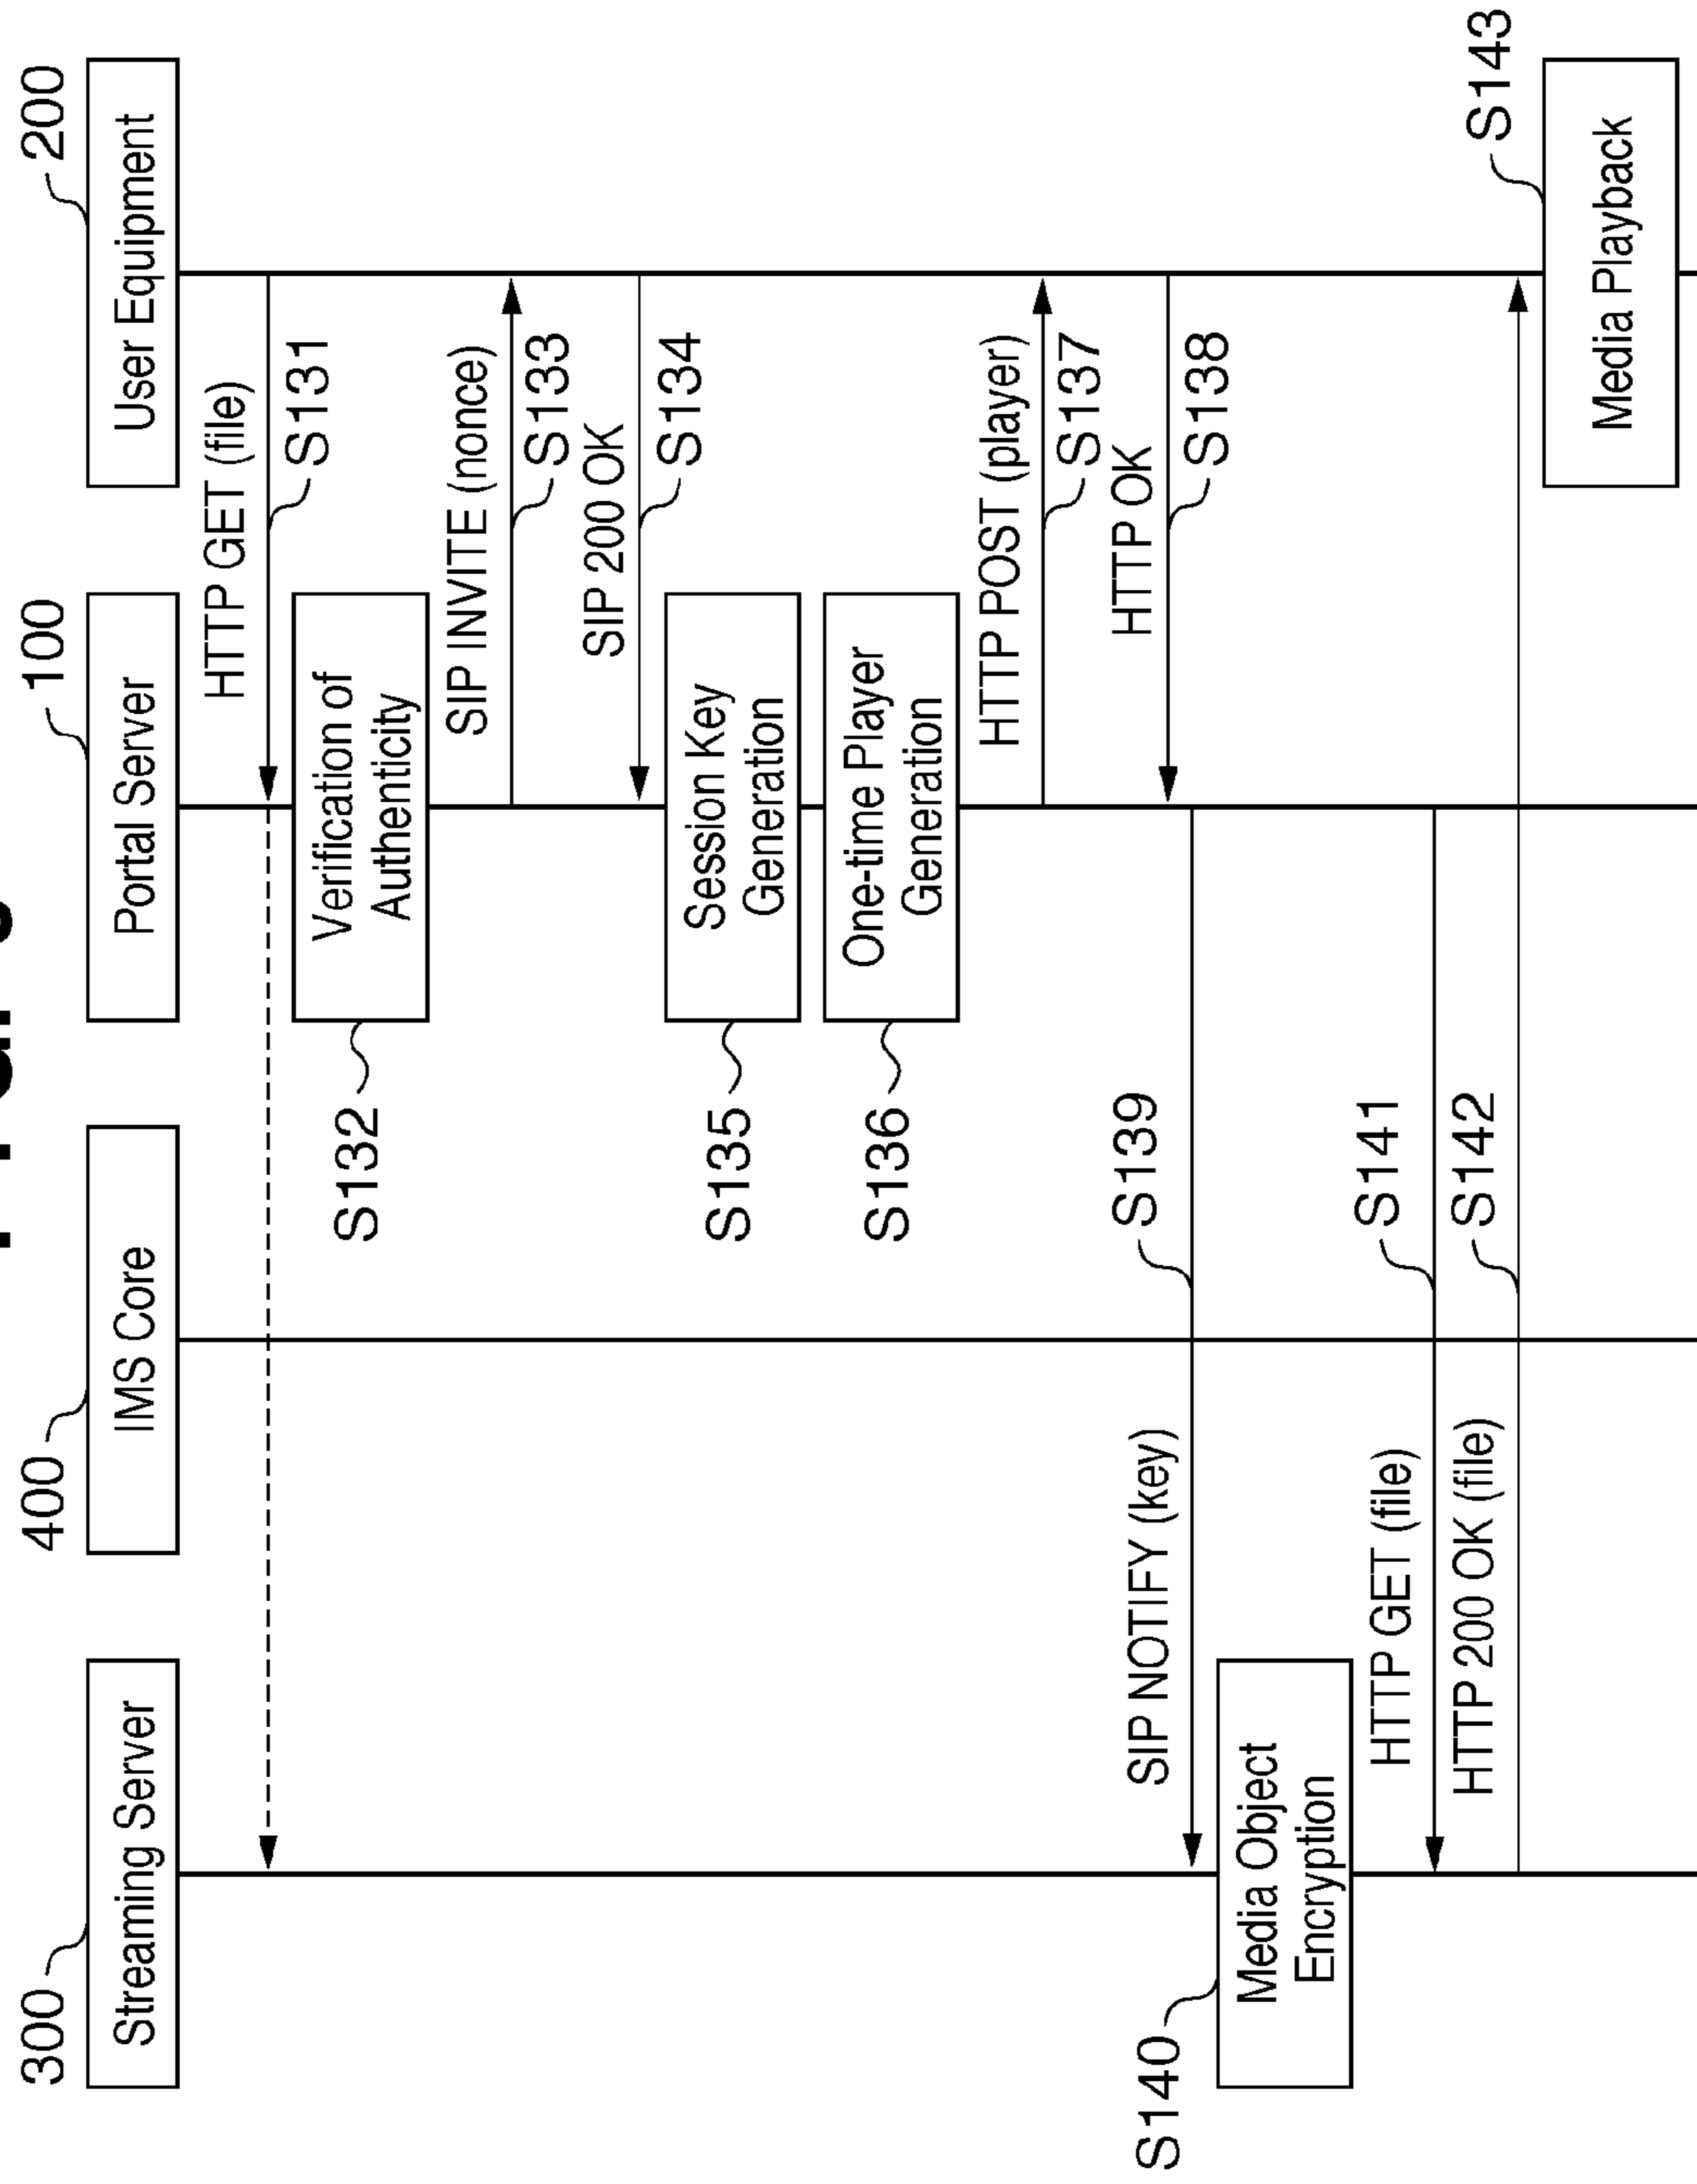 300
400
100
200
Streaming Server
IMS Core
Portal Server
User Equipment
HTTP GET (file)
S131
Verification of
Authenticity
S132
SIP INVITE (nonce)
S133
SIP 200 OK
S134
Session Key
Generation
S135
One-time Player
Generation
S136
HTTP POST (player)
S137
HTTP OK
S138
SIP NOTIFY (key)
S139
S140
Media Object
Encryption
HTTP GET (file)
S141
HTTP 200 OK (file)
S142
S143
Media Playback